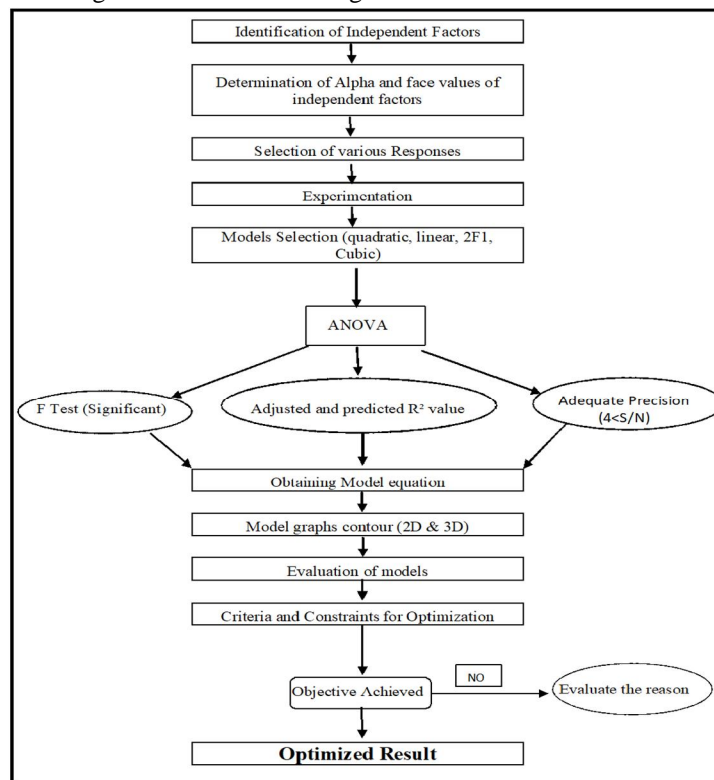 Identification of Independent Factors
Determination of Alpha and face values of
independent factors
Selection of various Responses
Experimentation
Models Selection (quadratic, linear, 2F1,
Cubic)
ANOVA
F Test (Significant)
Adjusted and predicted R² value
Adequate Precision
(4<S/N)
Obtaining Model equation
Model graphs contour (2D & 3D)
Evaluation of models
Criteria and Constraints for Optimization
Objective Achieved
NO
Evaluate the reason
Optimized Result